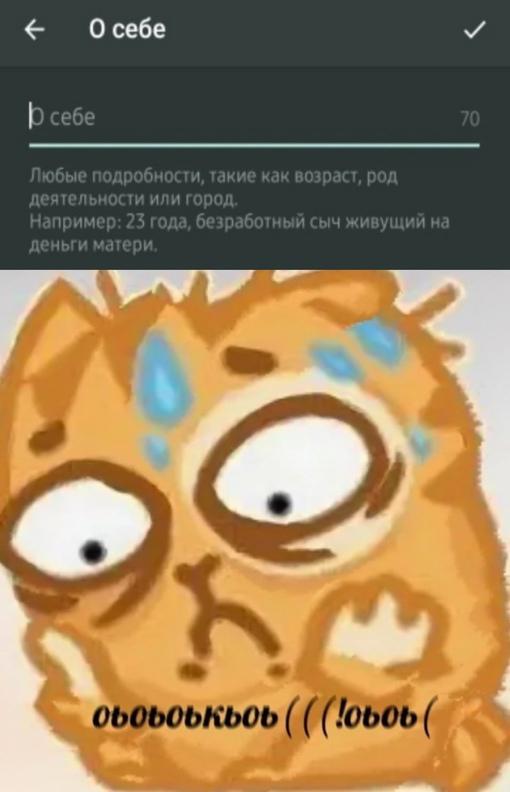 О себе
О себе 70
Любые подробности, такие как возраст, род
деятельности или город.
Например: 23 года, безработный сыч живущий на
деньги матери.
оьоьоькьоь(((!оьоь(